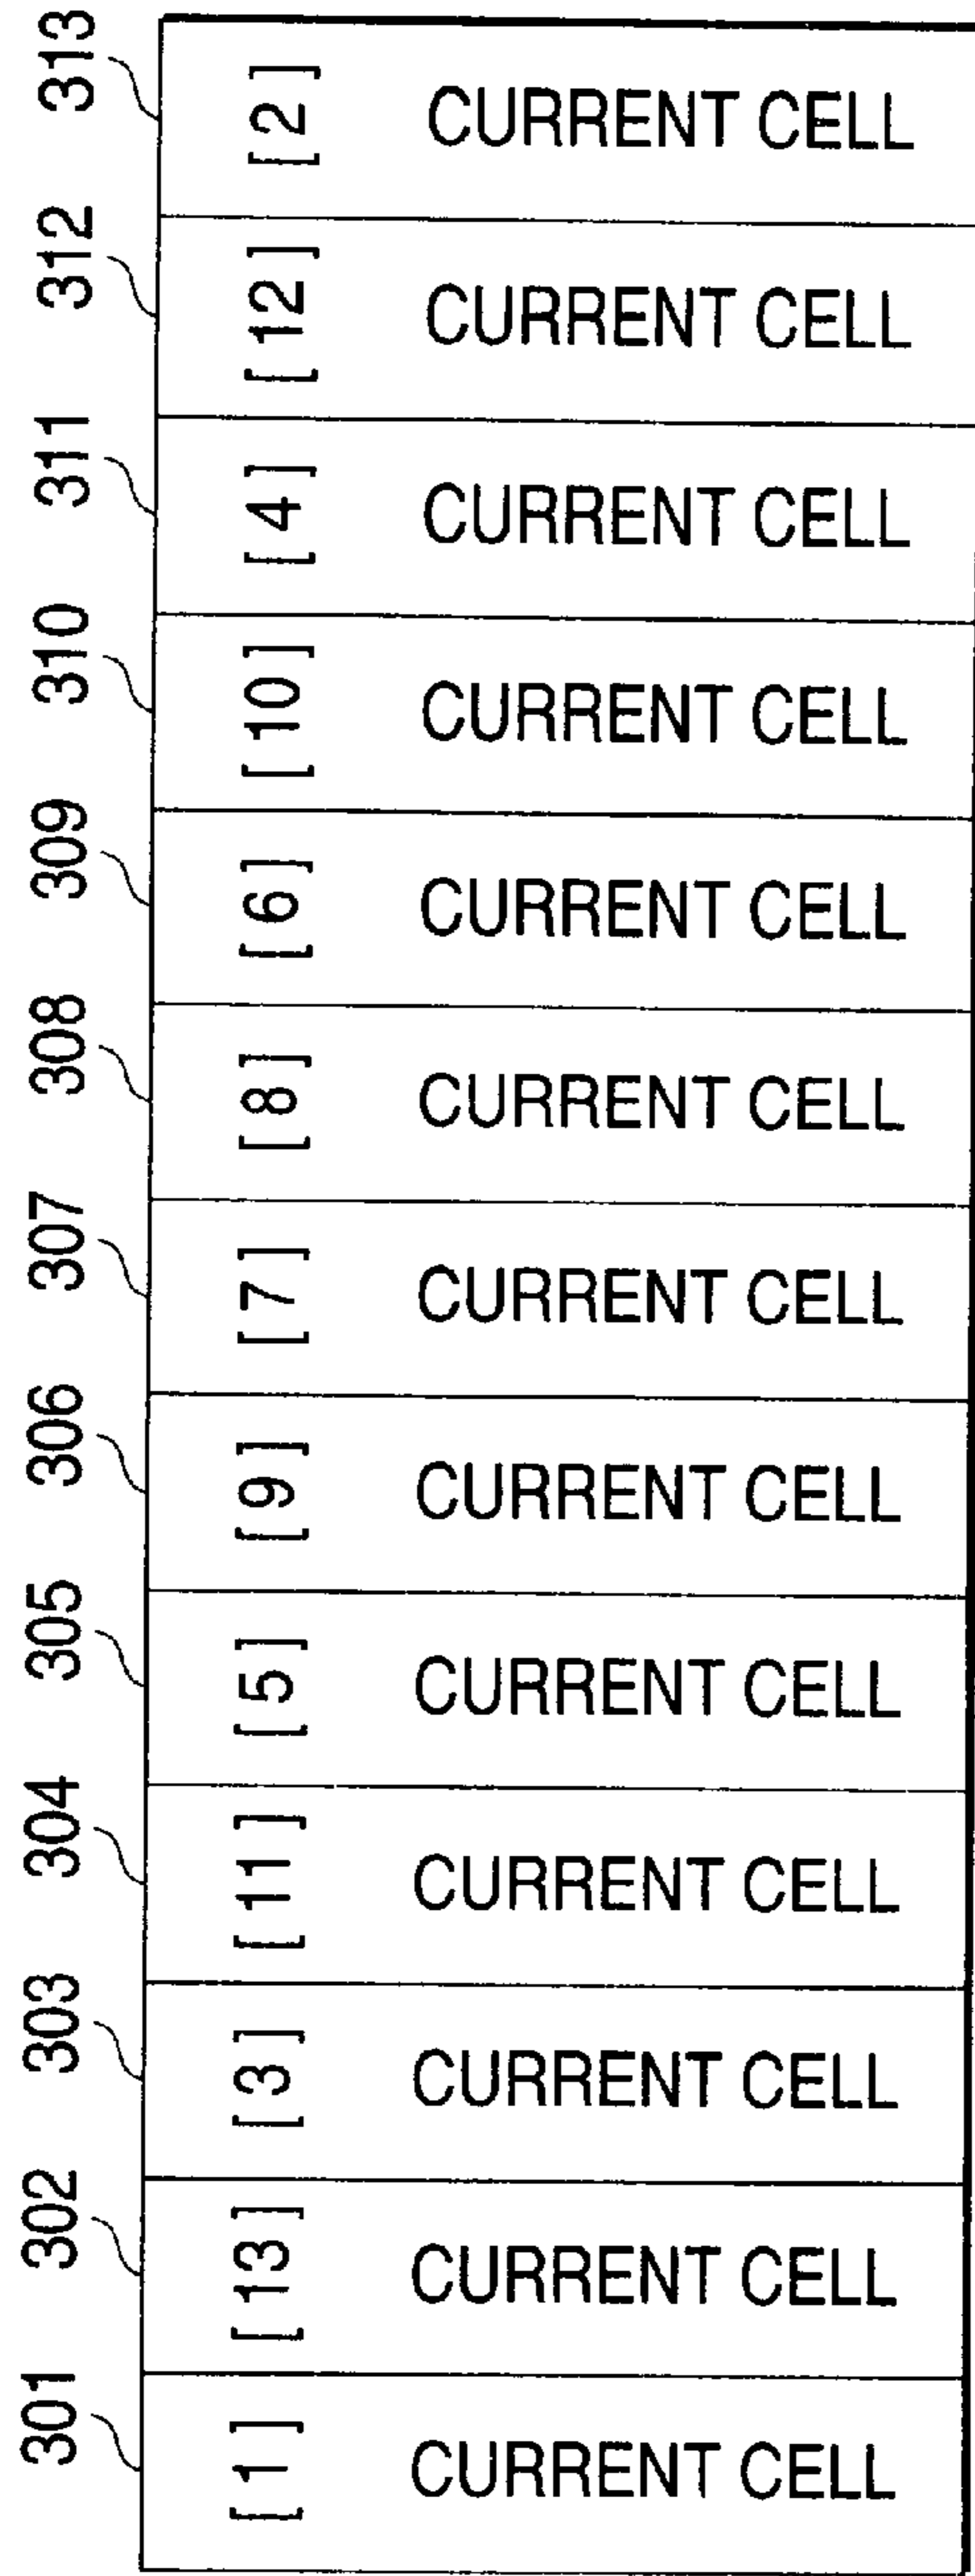 313
[2] CURRENT CELL
312
[12] CURRENT CELL
311
[4] CURRENT CELL
310
[10] CURRENT CELL
309
[6] CURRENT CELL
308
[8] CURRENT CELL
307
[7] CURRENT CELL
306
[9] CURRENT CELL
305
[5] CURRENT CELL
304
[11] CURRENT CELL
303
[3] CURRENT CELL
302
[13] CURRENT CELL
301
[1] CURRENT CELL